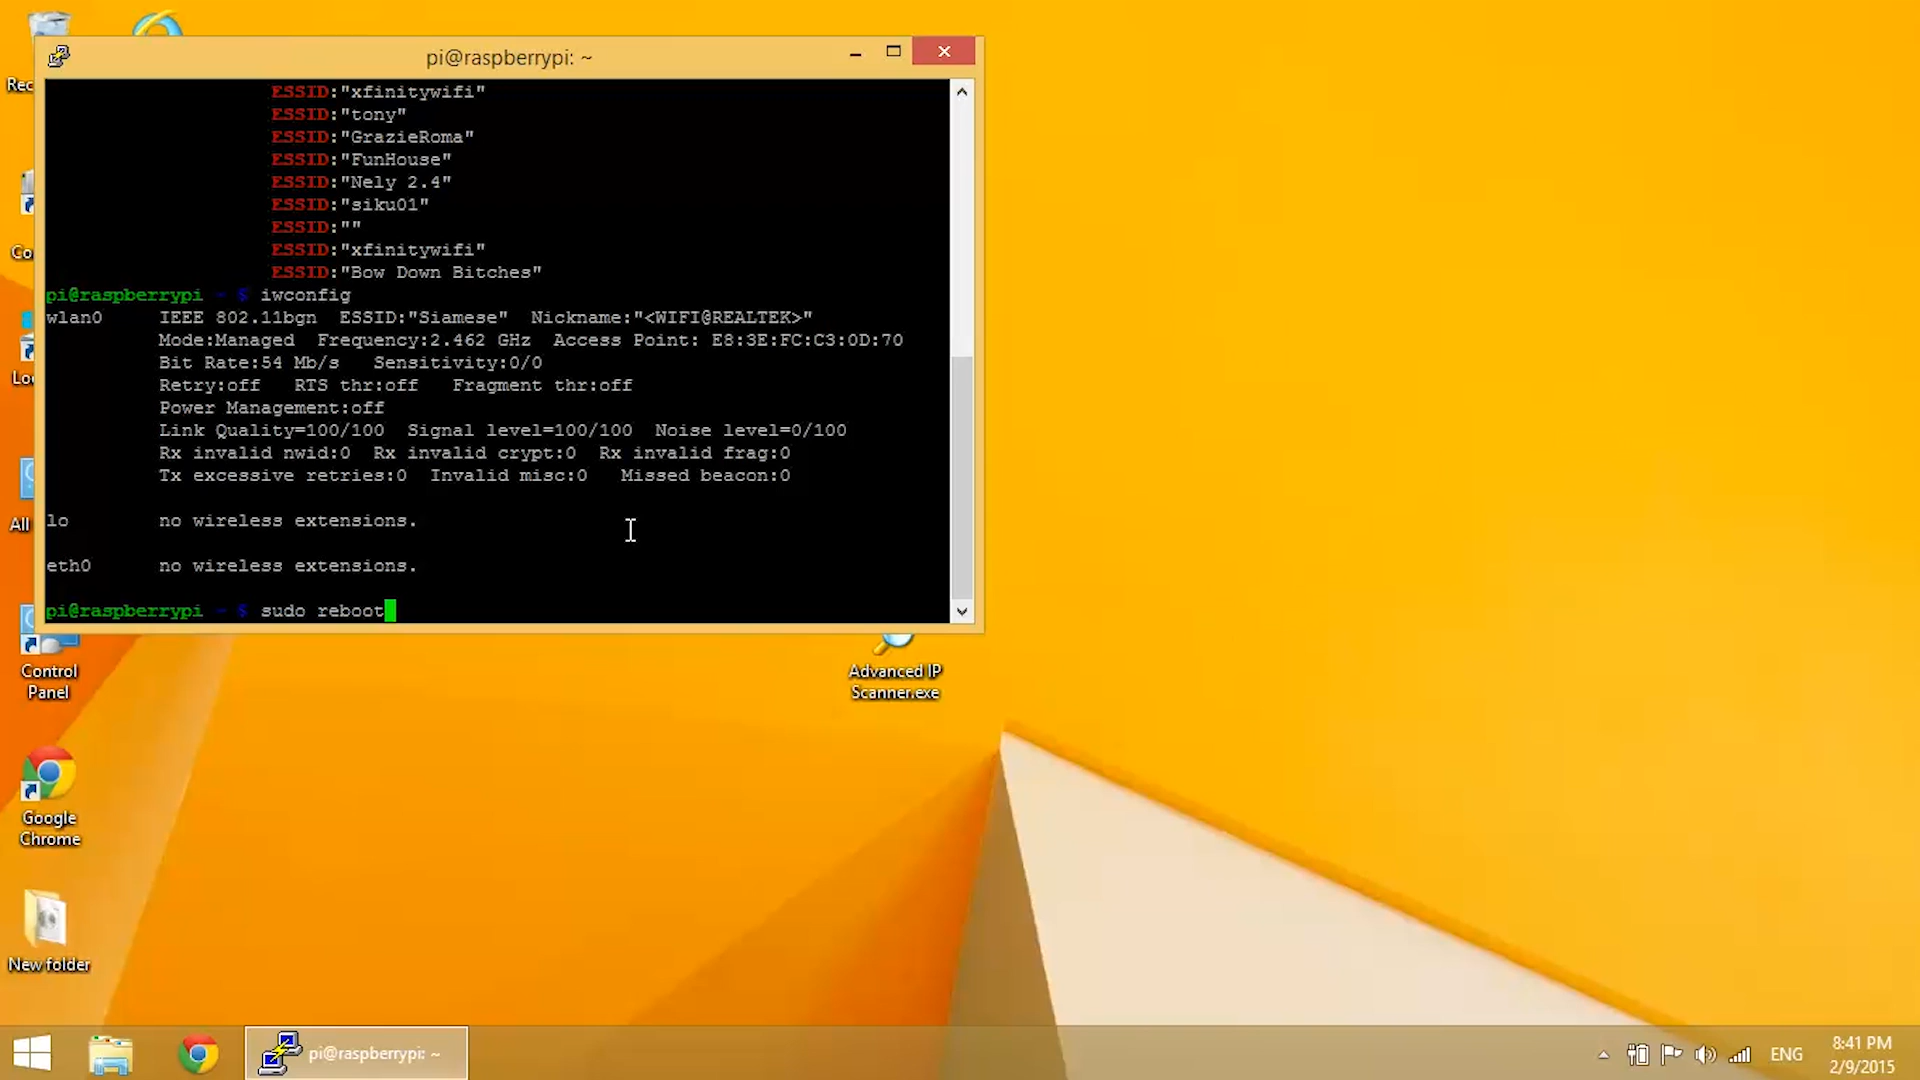 pi@raspberrypi: ~
ESSID:"xfinitywifi"
ESSID:"tony"
ESSID:"GrazieRoma"
ESSID:"FunHouse"
ESSID:"Nely 2.4"
ESSID:"siku01"
ESSID:""
ESSID:"xfinitywifi"
ESSID:"Bow Down Bitches"
pi@raspberrypi ~ $ iwconfig
wlan0 IEEE 802.11bgn ESSID:"Siamese" Nickname:"<WIFI@REALTEK>"
Mode:Managed Frequency:2.462 GHz Access Point: E8:3E:FC:C3:0D:70
Bit Rate:54 Mb/s Sensitivity:0/0
Retry:off RTS thr:off Fragment thr:off
Power Management:off
Link Quality=100/100 Signal level=100/100 Noise level=0/100
Rx invalid nwid:0 Rx invalid crypt:0 Rx invalid frag:0
Tx excessive retries:0 Invalid misc:0 Missed beacon:0
lo no wireless extensions.
eth0 no wireless extensions.
pi@raspberrypi ~ $ sudo reboot
Rec
Co
Loc
All
Control
Panel
Advanced IP
Scanner.exe
Google
Chrome
New folder
pi@raspberrypi: ~
ENG
8:41 PM
2/9/2015